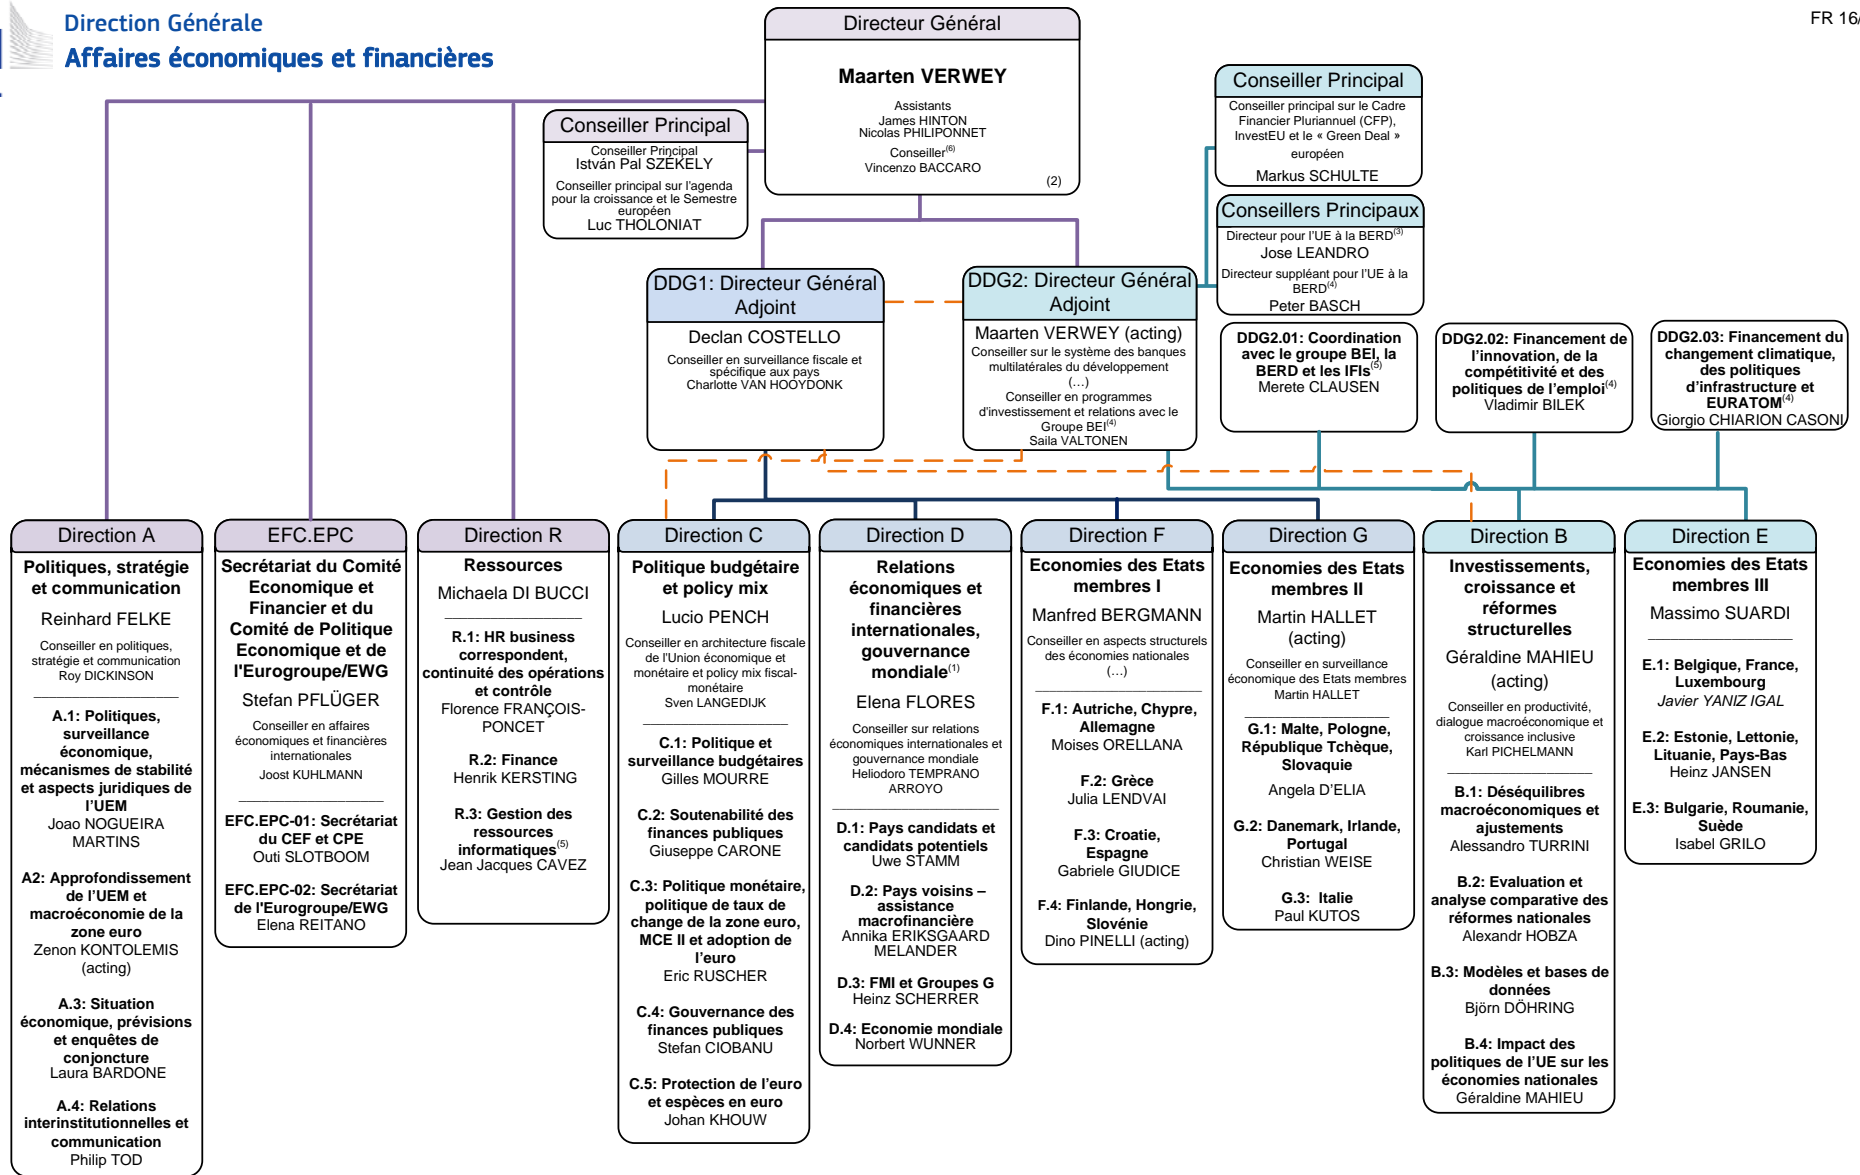 Direction Générale
Affaires économiques et financières
FR 16/
Directeur Général
Maarten VERWEY
Assistants
James HINTON
Nicolas PHILIPONNET
Conseiller(6)
Vincenzo BACCARO
(2)
Conseiller Principal
Conseiller Principal
István Pal SZÉKELY
Conseiller principal sur l'agenda
pour la croissance et le Semestre
européen
Luc THOLONIAT
Conseiller Principal
Conseiller principal sur le Cadre
Financier Pluriannuel (CFP),
InvestEU et le « Green Deal »
européen
Markus SCHULTE
Conseillers Principaux
Directeur pour l'UE à la BERD(3)
Jose LEANDRO
Directeur suppléant pour l'UE à la
BERD(4)
Peter BASCH
DDG1: Directeur Général
Adjoint
Declan COSTELLO
Conseiller en surveillance fiscale et
spécifique aux pays
Charlotte VAN HOOYDONK
DDG2: Directeur Général
Adjoint
Maarten VERWEY (acting)
Conseiller sur le système des banques
multilatérales du développement
(…)
Conseiller en programmes
d'investissement et relations avec le
Groupe BEI(4)
Saila VALTONEN
DDG2.01: Coordination
avec le groupe BEI, la
BERD et les IFIs(5)
Merete CLAUSEN
DDG2.02: Financement de
l'innovation, de la
compétitivité et des
politiques de l'emploi(4)
Vladimir BILEK
DDG2.03: Financement du
changement climatique,
des politiques
d'infrastructure et
EURATOM(4)
Giorgio CHIARION CASONI
Direction A
Politiques, stratégie
et communication
Reinhard FELKE
Conseiller en politiques,
stratégie et communication
Roy DICKINSON
A.1: Politiques,
surveillance
économique,
mécanismes de stabilité
et aspects juridiques de
l'UEM
Joao NOGUEIRA
MARTINS
A2: Approfondissement
de l'UEM et
macroéconomie de la
zone euro
Zenon KONTOLEMIS
(acting)
A.3: Situation
économique, prévisions
et enquêtes de
conjoncture
Laura BARDONE
A.4: Relations
interinstitutionnelles et
communication
Philip TOD
EFC.EPC
Secrétariat du Comité
Economique et
Financier et du
Comité de Politique
Economique et de
l'Eurogroupe/EWG
Stefan PFLÜGER
Conseiller en affaires
économiques et financières
internationales
Joost KUHLMANN
EFC.EPC-01: Secrétariat
du CEF et CPE
Outi SLOTBOOM
EFC.EPC-02: Secrétariat
de l'Eurogroupe/EWG
Elena REITANO
Direction R
Ressources
Michaela DI BUCCI
R.1: HR business
correspondent,
continuité des opérations
et contrôle
Florence FRANÇOIS-
PONCET
R.2: Finance
Henrik KERSTING
R.3: Gestion des
ressources
informatiques(5)
Jean Jacques CAVEZ
Direction C
Politique budgétaire
et policy mix
Lucio PENCH
Conseiller en architecture fiscale
de l'Union économique et
monétaire et policy mix fiscal-
monétaire
Sven LANGEDIJK
C.1: Politique et
surveillance budgétaires
Gilles MOURRE
C.2: Soutenabilité des
finances publiques
Giuseppe CARONE
C.3: Politique monétaire,
politique de taux de
change de la zone euro,
MCE II et adoption de
l'euro
Eric RUSCHER
C.4: Gouvernance des
finances publiques
Stefan CIOBANU
C.5: Protection de l'euro
et espèces en euro
Johan KHOUW
Direction D
Relations
économiques et
financières
internationales,
gouvernance
mondiale(1)
Elena FLORES
Conseiller sur relations
économiques internationales et
gouvernance mondiale
Heliodoro TEMPRANO
ARROYO
D.1: Pays candidats et
candidats potentiels
Uwe STAMM
D.2: Pays voisins –
assistance
macrofinancière
Annika ERIKSGAARD
MELANDER
D.3: FMI et Groupes G
Heinz SCHERRER
D.4: Economie mondiale
Norbert WUNNER
Direction F
Economies des Etats
membres I
Manfred BERGMANN
Conseiller en aspects structurels
des économies nationales
(…)
F.1: Autriche, Chypre,
Allemagne
Moises ORELLANA
F.2: Grèce
Julia LENDVAI
F.3: Croatie,
Espagne
Gabriele GIUDICE
F.4: Finlande, Hongrie,
Slovénie
Dino PINELLI (acting)
Direction G
Economies des Etats
membres II
Martin HALLET
(acting)
Conseiller en surveillance
économique des Etats membres
Martin HALLET
G.1: Malte, Pologne,
République Tchèque,
Slovaquie
Angela D'ELIA
G.2: Danemark, Irlande,
Portugal
Christian WEISE
G.3: Italie
Paul KUTOS
Direction B
Investissements,
croissance et
réformes
structurelles
Géraldine MAHIEU
(acting)
Conseiller en productivité,
dialogue macroéconomique et
croissance inclusive
Karl PICHELMANN
B.1: Déséquilibres
macroéconomiques et
ajustements
Alessandro TURRINI
B.2: Evaluation et
analyse comparative des
réformes nationales
Alexandr HOBZA
B.3: Modèles et bases de
données
Björn DÖHRING
B.4: Impact des
politiques de l'UE sur les
économies nationales
Géraldine MAHIEU
Direction E
Economies des Etats
membres III
Massimo SUARDI
E.1: Belgique, France,
Luxembourg
Javier YANIZ IGAL
E.2: Estonie, Lettonie,
Lituanie, Pays-Bas
Heinz JANSEN
E.3: Bulgarie, Roumanie,
Suède
Isabel GRILO